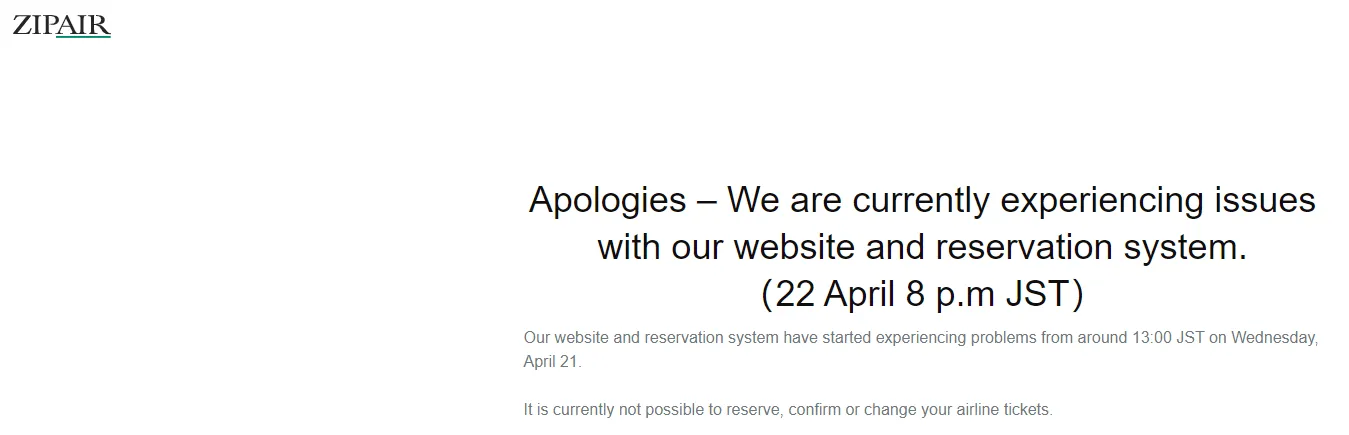 ZIPAIR
Apologies – We are currently experiencing issues
with our website and reservation system.
(22 April 8 p.m JST)
Our website and reservation system have started experiencing problems from around 13:00 JST on Wednesday,
April 21.
It is currently not possible to reserve, confirm or change your airline tickets.